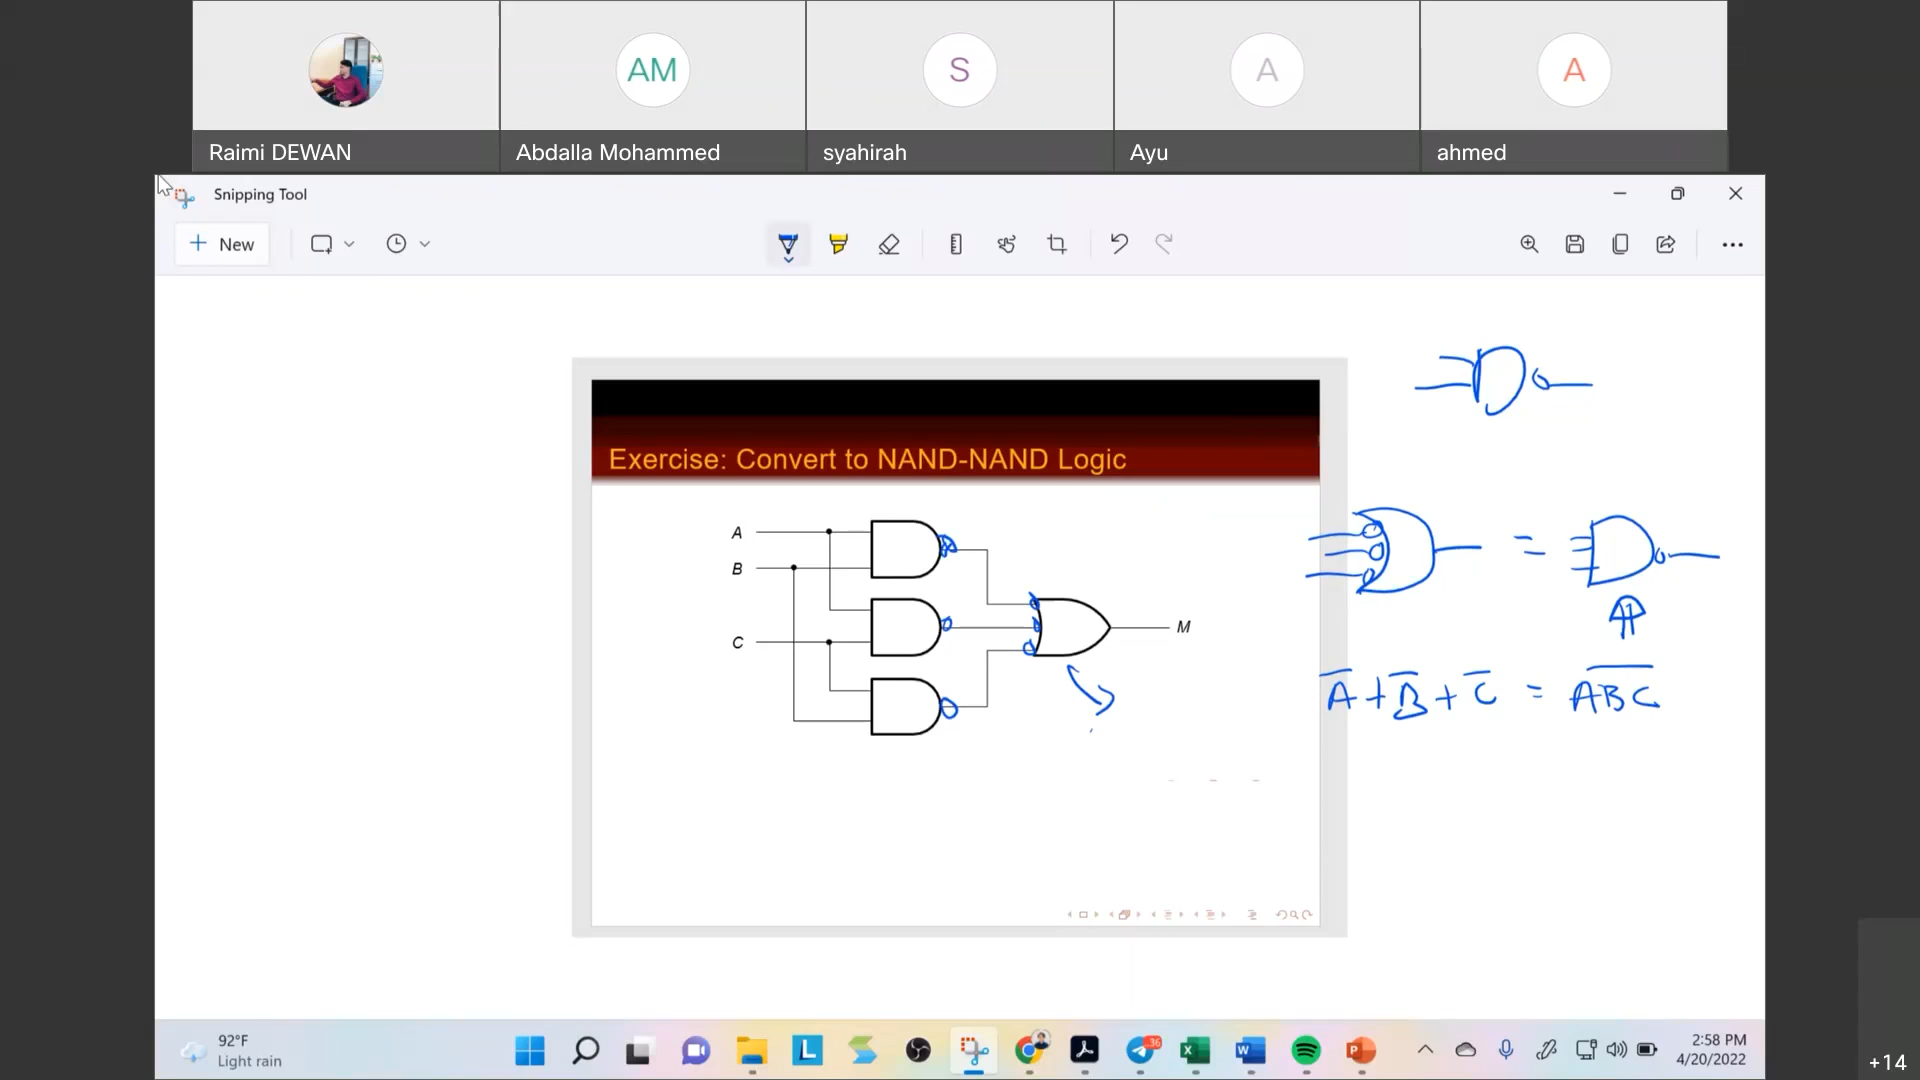 AM
S
A
A
Raimi DEWAN
Abdalla Mohammed
syahirah
Ayu
ahmed
Snipping Tool
New
Exercise: Convert to NAND-NAND Logic
A
B
C
M
=
A̅ + B̅ + C̅ = A̅B̅C̅
92°F
Light rain
36
2:58 PM
4/20/2022
+14